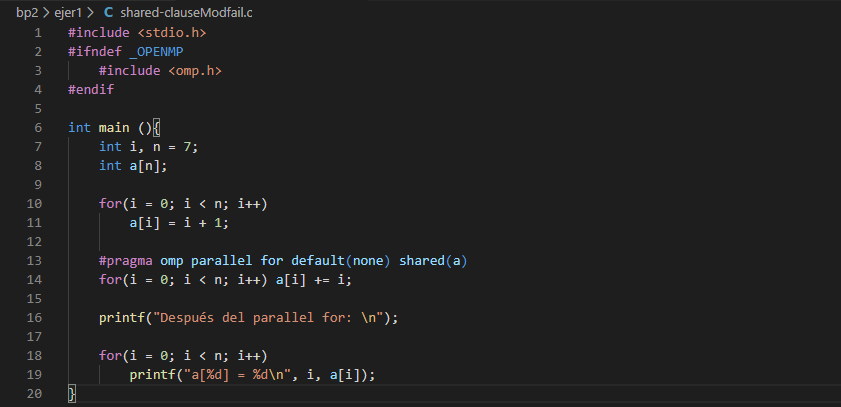 bp2 > ejer1 > C shared-clauseModfail.c
1 #include <stdio.h>
2 #ifndef _OPENMP
3     #include <omp.h>
4 #endif
5
6 int main (){
7     int i, n = 7;
8     int a[n];
9
10     for(i = 0; i < n; i++)
11         a[i] = i + 1;
12
13     #pragma omp parallel for default(none) shared(a)
14     for(i = 0; i < n; i++) a[i] += i;
15
16     printf("Después del parallel for: \n");
17
18     for(i = 0; i < n; i++)
19         printf("a[%d] = %d\n", i, a[i]);
20 }